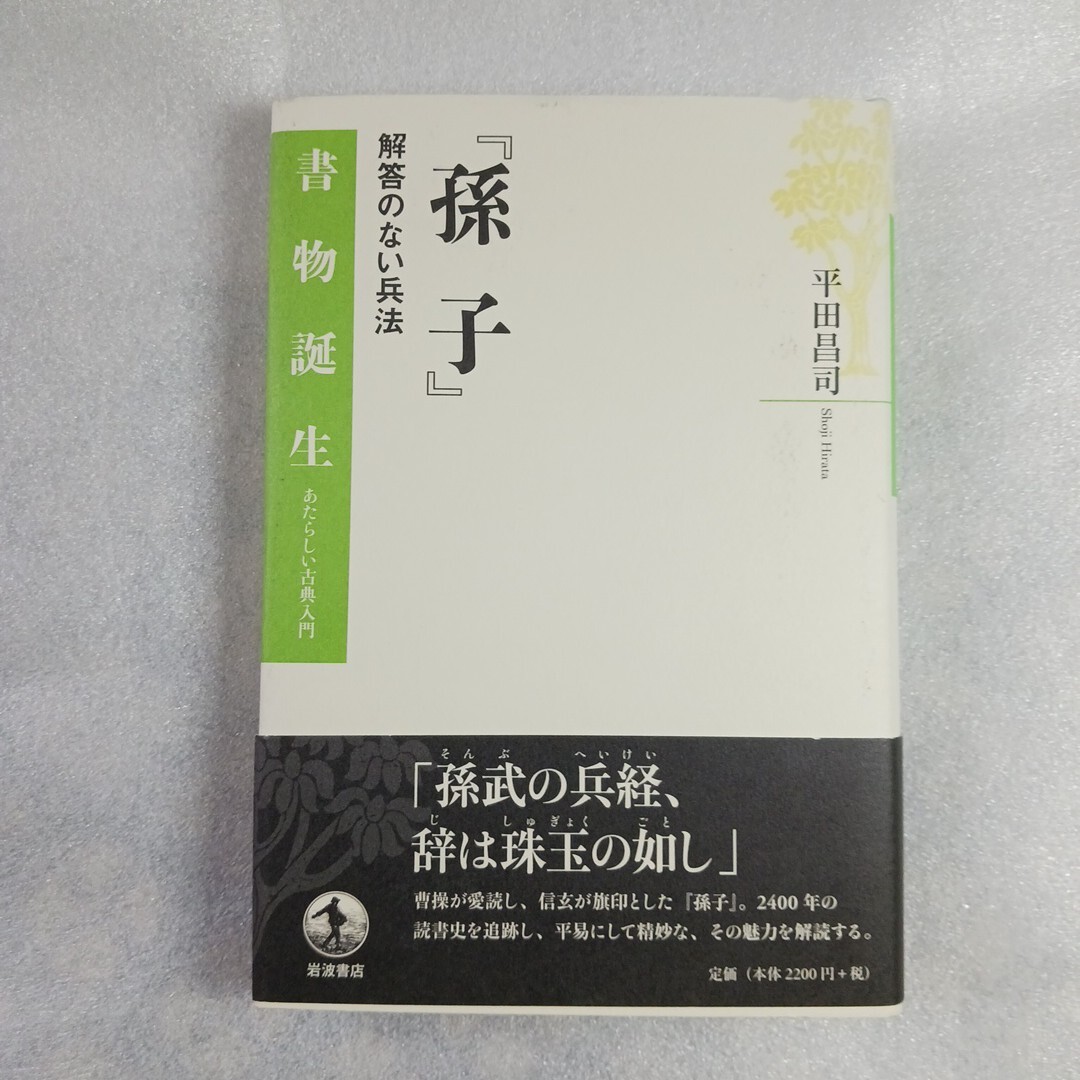 『孫子』
解答のない兵法
書物誕生
あたらしい古典入門
平田昌司
Shoji Hirata
そんぶ へいけい
「孫武の兵経、
じ しゅぎょく ごと
辞は珠玉の如し」
曹操が愛読し、信玄が旗印とした『孫子』。2400年の
読書史を追跡し、平易にして精妙な、その魅力を解読する。
岩波書店
定価（本体2200円＋税）